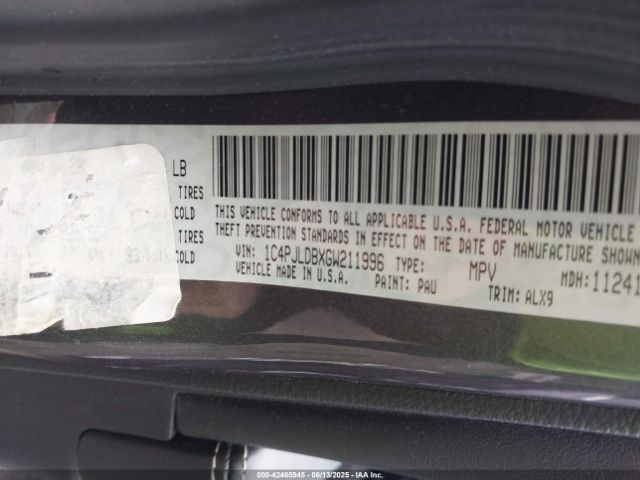 LB
TIRES
COLD
TIRES
COLD
THIS VEHICLE CONFORMS TO ALL APPLICABLE U.S.A. FEDERAL MOTOR VEHICLE
THEFT PREVENTION STANDARDS IN EFFECT ON THE DATE OF MANUFACTURE SHOWN
VIN: 1C4PJLDBXGW211996 TYPE: MPV MDH: 11241
VEHICLE MADE IN U.S.A. PAINT: PAU TRIM: ALX9
000-42465945 - 06/13/2025 - IAA Inc.